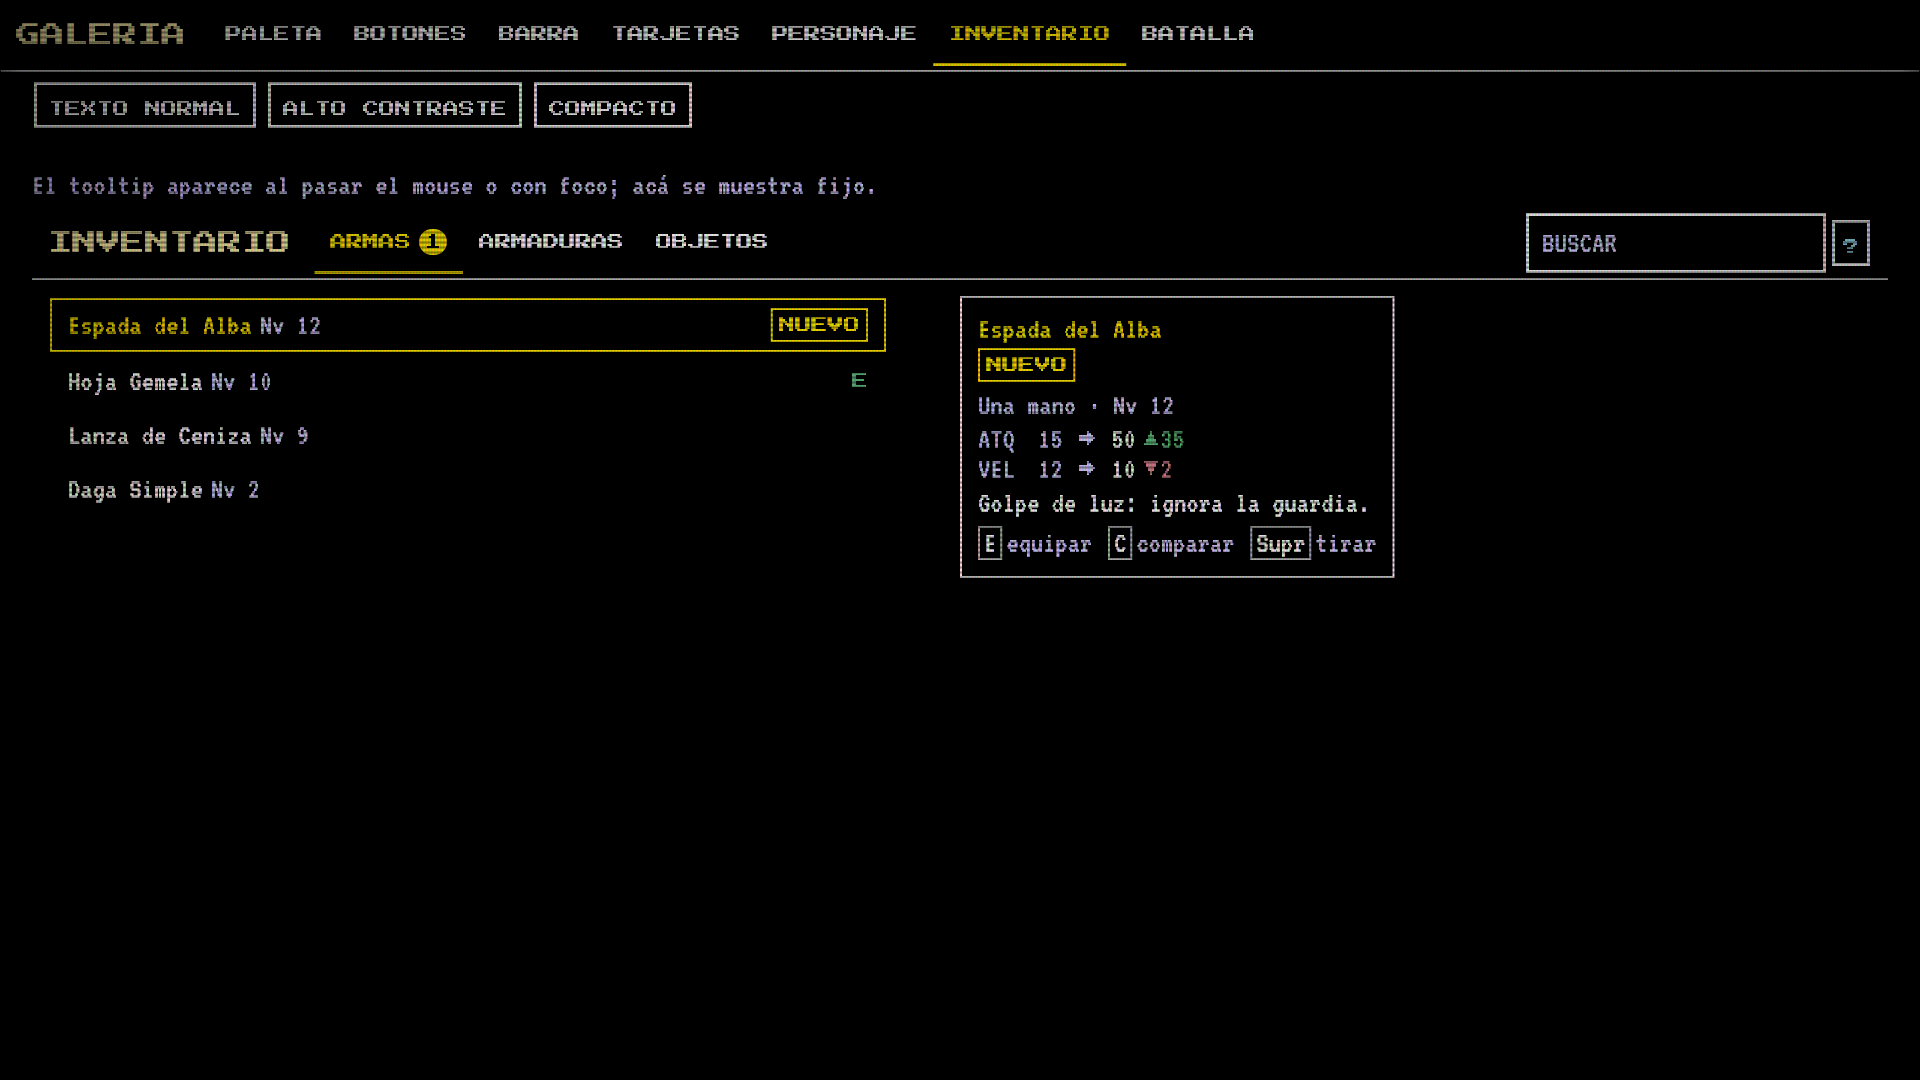 GALERIA PALETA BOTONES BARRA TARJETAS PERSONAJE INVENTARIO BATALLA
TEXTO NORMAL ALTO CONTRASTE COMPACTO
El tooltip aparece al pasar el mouse o con foco; acá se muestra fijo.
INVENTARIO ARMAS 1 ARMADURAS OBJETOS BUSCAR ?
Espada del Alba Nv 12 NUEVO
Hoja Gemela Nv 10 E
Lanza de Ceniza Nv 9
Daga Simple Nv 2
Espada del Alba
NUEVO
Una mano · Nv 12
ATQ 15 → 50 ▲35
VEL 12 → 10 ▼2
Golpe de luz: ignora la guardia.
E equipar C comparar Supr tirar